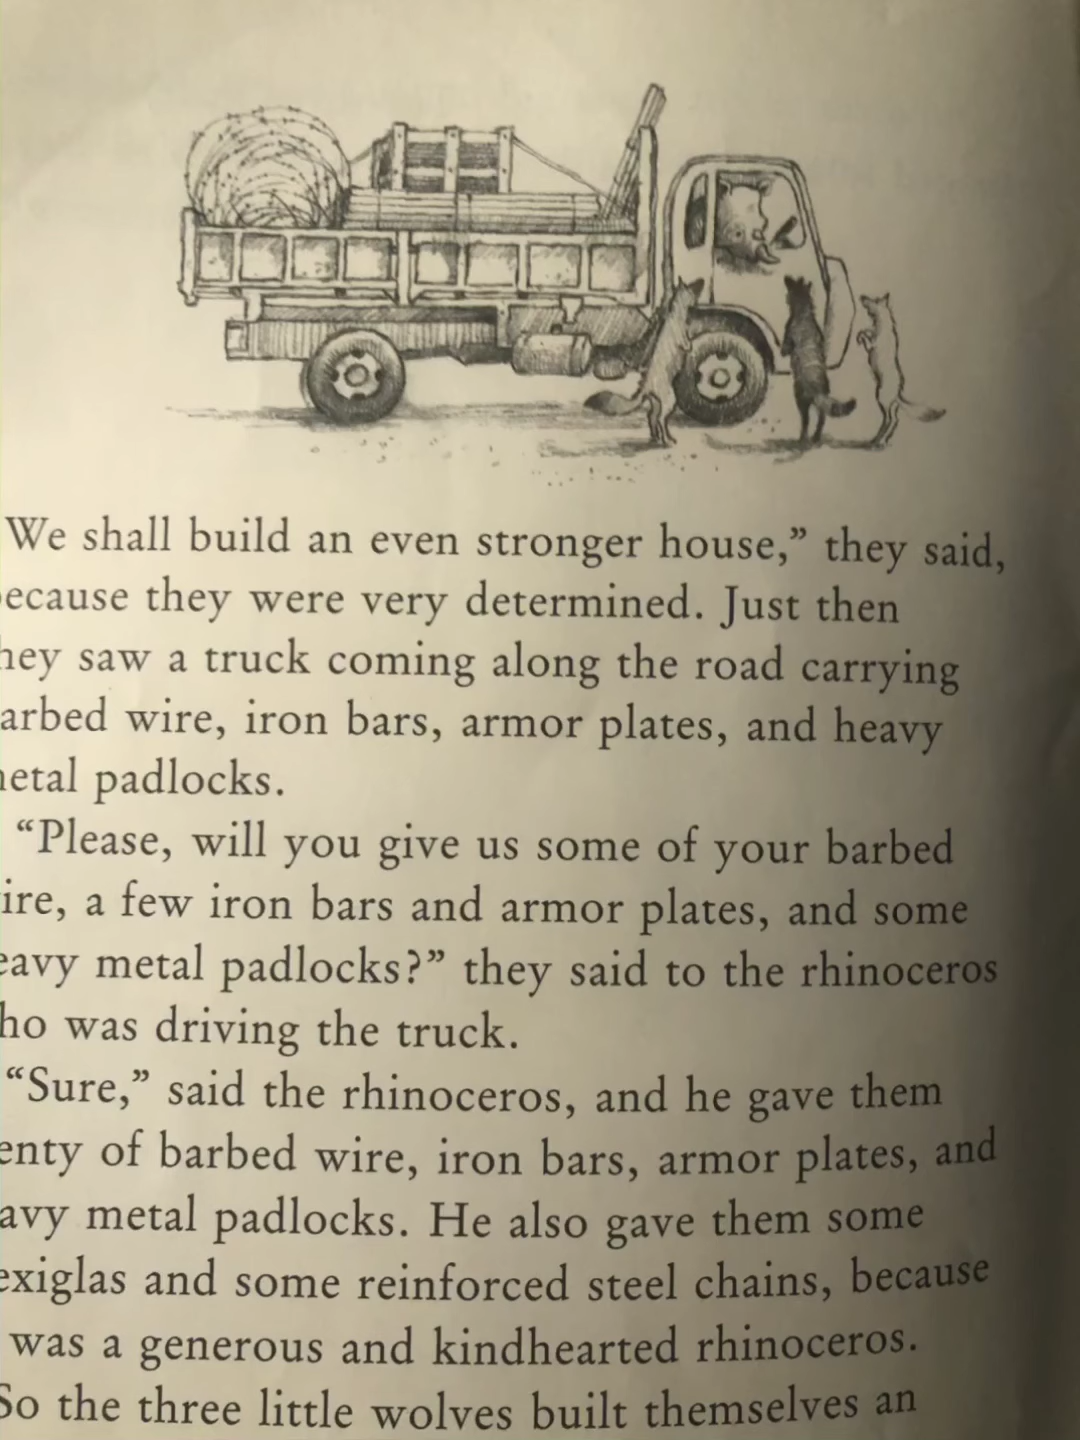 We shall build an even stronger house,” they said,
ecause they were very determined. Just then
hey saw a truck coming along the road carrying
arbed wire, iron bars, armor plates, and heavy
etal padlocks.
“Please, will you give us some of your barbed
ire, a few iron bars and armor plates, and some
eavy metal padlocks?” they said to the rhinoceros
ho was driving the truck.
“Sure,” said the rhinoceros, and he gave them
enty of barbed wire, iron bars, armor plates, and
avy metal padlocks. He also gave them some
exiglas and some reinforced steel chains, because
was a generous and kindhearted rhinoceros.
So the three little wolves built themselves an